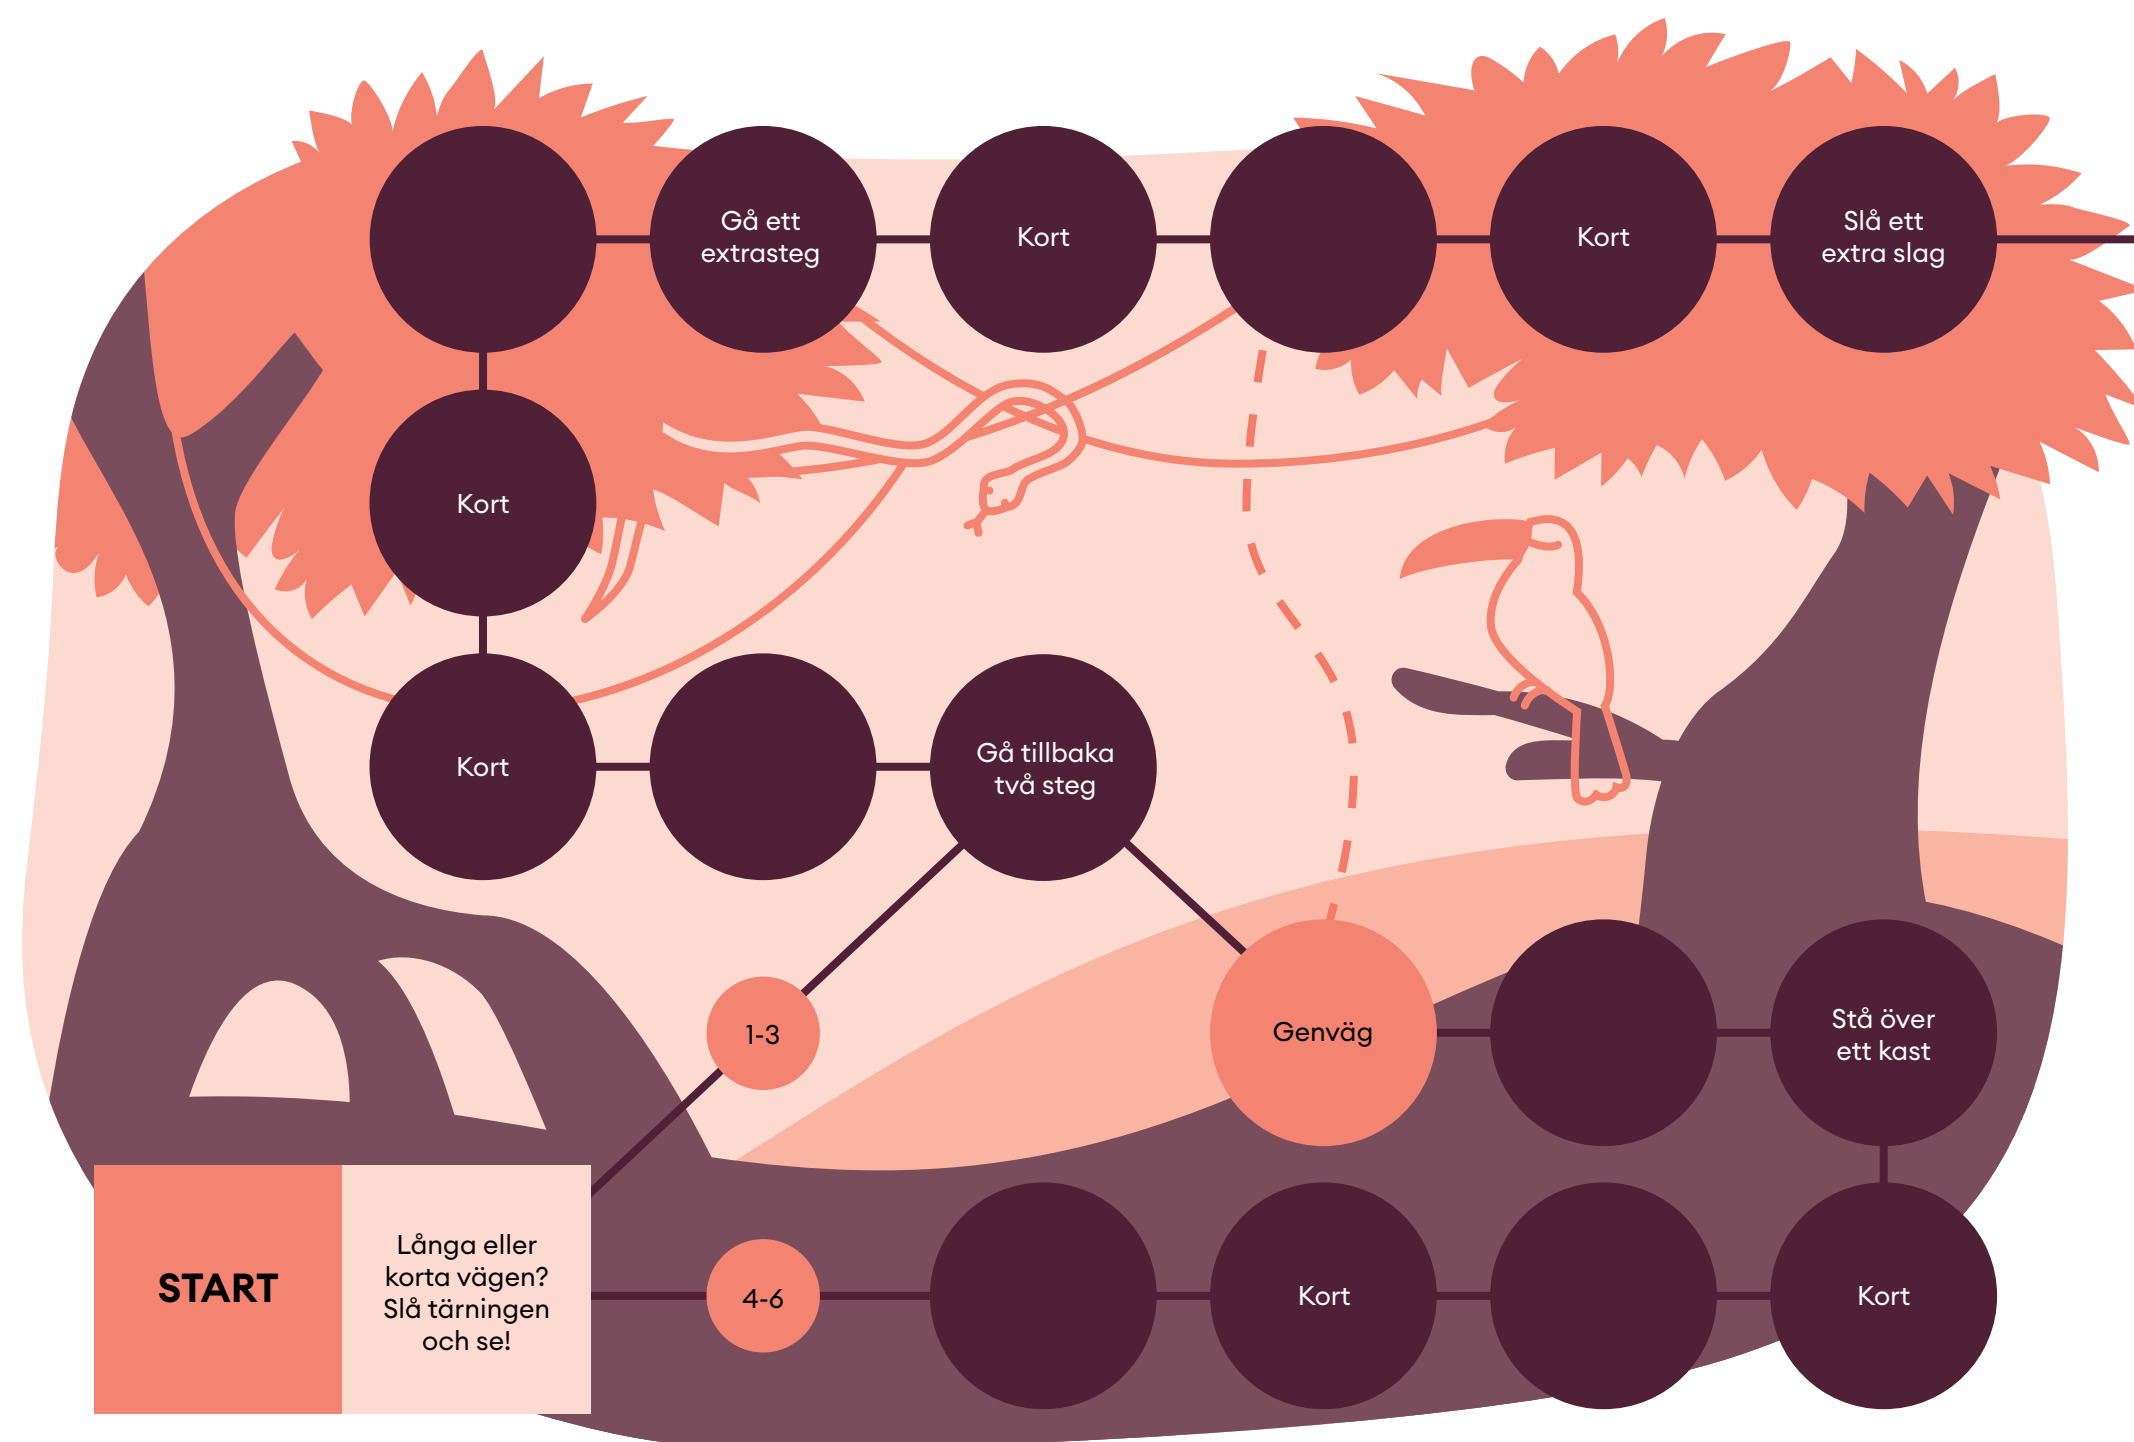 Gå ett
extrasteg
Kort
Kort
Slå ett
extra slag
Kort
Kort
Gå tillbaka
två steg
1-3
Genväg
Stå över
ett kast
START
Långa eller
korta vägen?
Slå tärningen
och se!
4-6
Kort
Kort